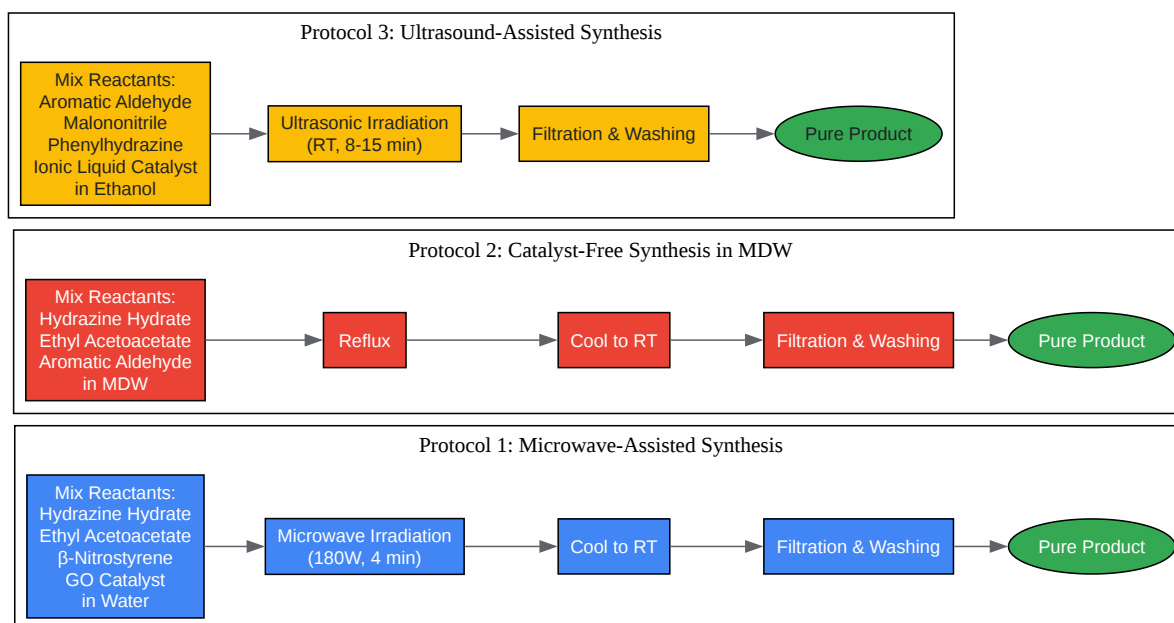 Protocol 3: Ultrasound-Assisted Synthesis
Mix Reactants:
Aromatic Aldehyde
Malononitrile
Phenylhydrazine
Ionic Liquid Catalyst
in Ethanol
Ultrasonic Irradiation
(RT, 8-15 min)
Filtration & Washing
Pure Product
Protocol 2: Catalyst-Free Synthesis in MDW
Mix Reactants:
Hydrazine Hydrate
Ethyl Acetoacetate
Aromatic Aldehyde
in MDW
Reflux
Cool to RT
Filtration & Washing
Pure Product
Protocol 1: Microwave-Assisted Synthesis
Mix Reactants:
Hydrazine Hydrate
Ethyl Acetoacetate
β-Nitrostyrene
GO Catalyst
in Water
Microwave Irradiation
(180W, 4 min)
Cool to RT
Filtration & Washing
Pure Product